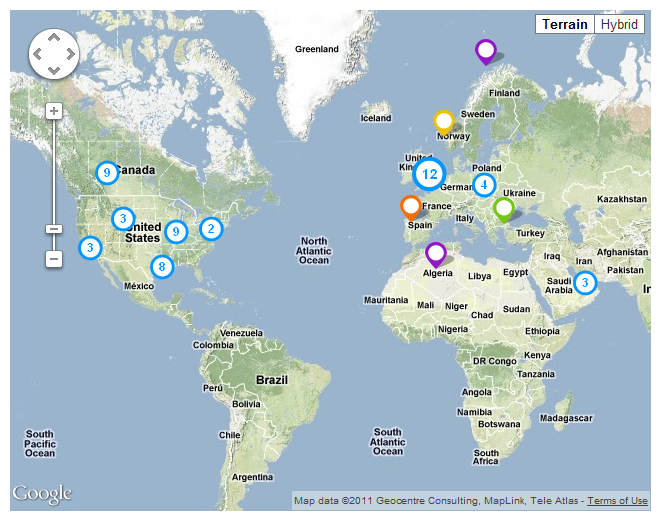 Terrain
Hybrid
Greenland
Finland
Iceland
Sweden
Norway
Canada
9
United
King
12
Poland
4
German
Ukraine
France
Kazakhstan
3
United
States
9
2
3
8
Spain
Italy
Turkey
North
Atlantic
Ocean
Algeria
Libya
Egypt
Iraq
Iran
Afghanistan
Pakistan
Saudi
Arabia
3
In
México
Mauritania
Mali
Niger
Chad
Sudan
Nigeria
Ethiopia
Venezuela
Colombia
DR Congo
Kenya
Tanzania
Brazil
Perú
Bolivia
Angola
Namibia
Botswana
Madagascar
Chile
South
Pacific
Ocean
South
Atlantic
Ocean
South
Africa
Argentina
Google
Map data ©2011 Geocentre Consulting, MapLink, Tele Atlas - Terms of Use